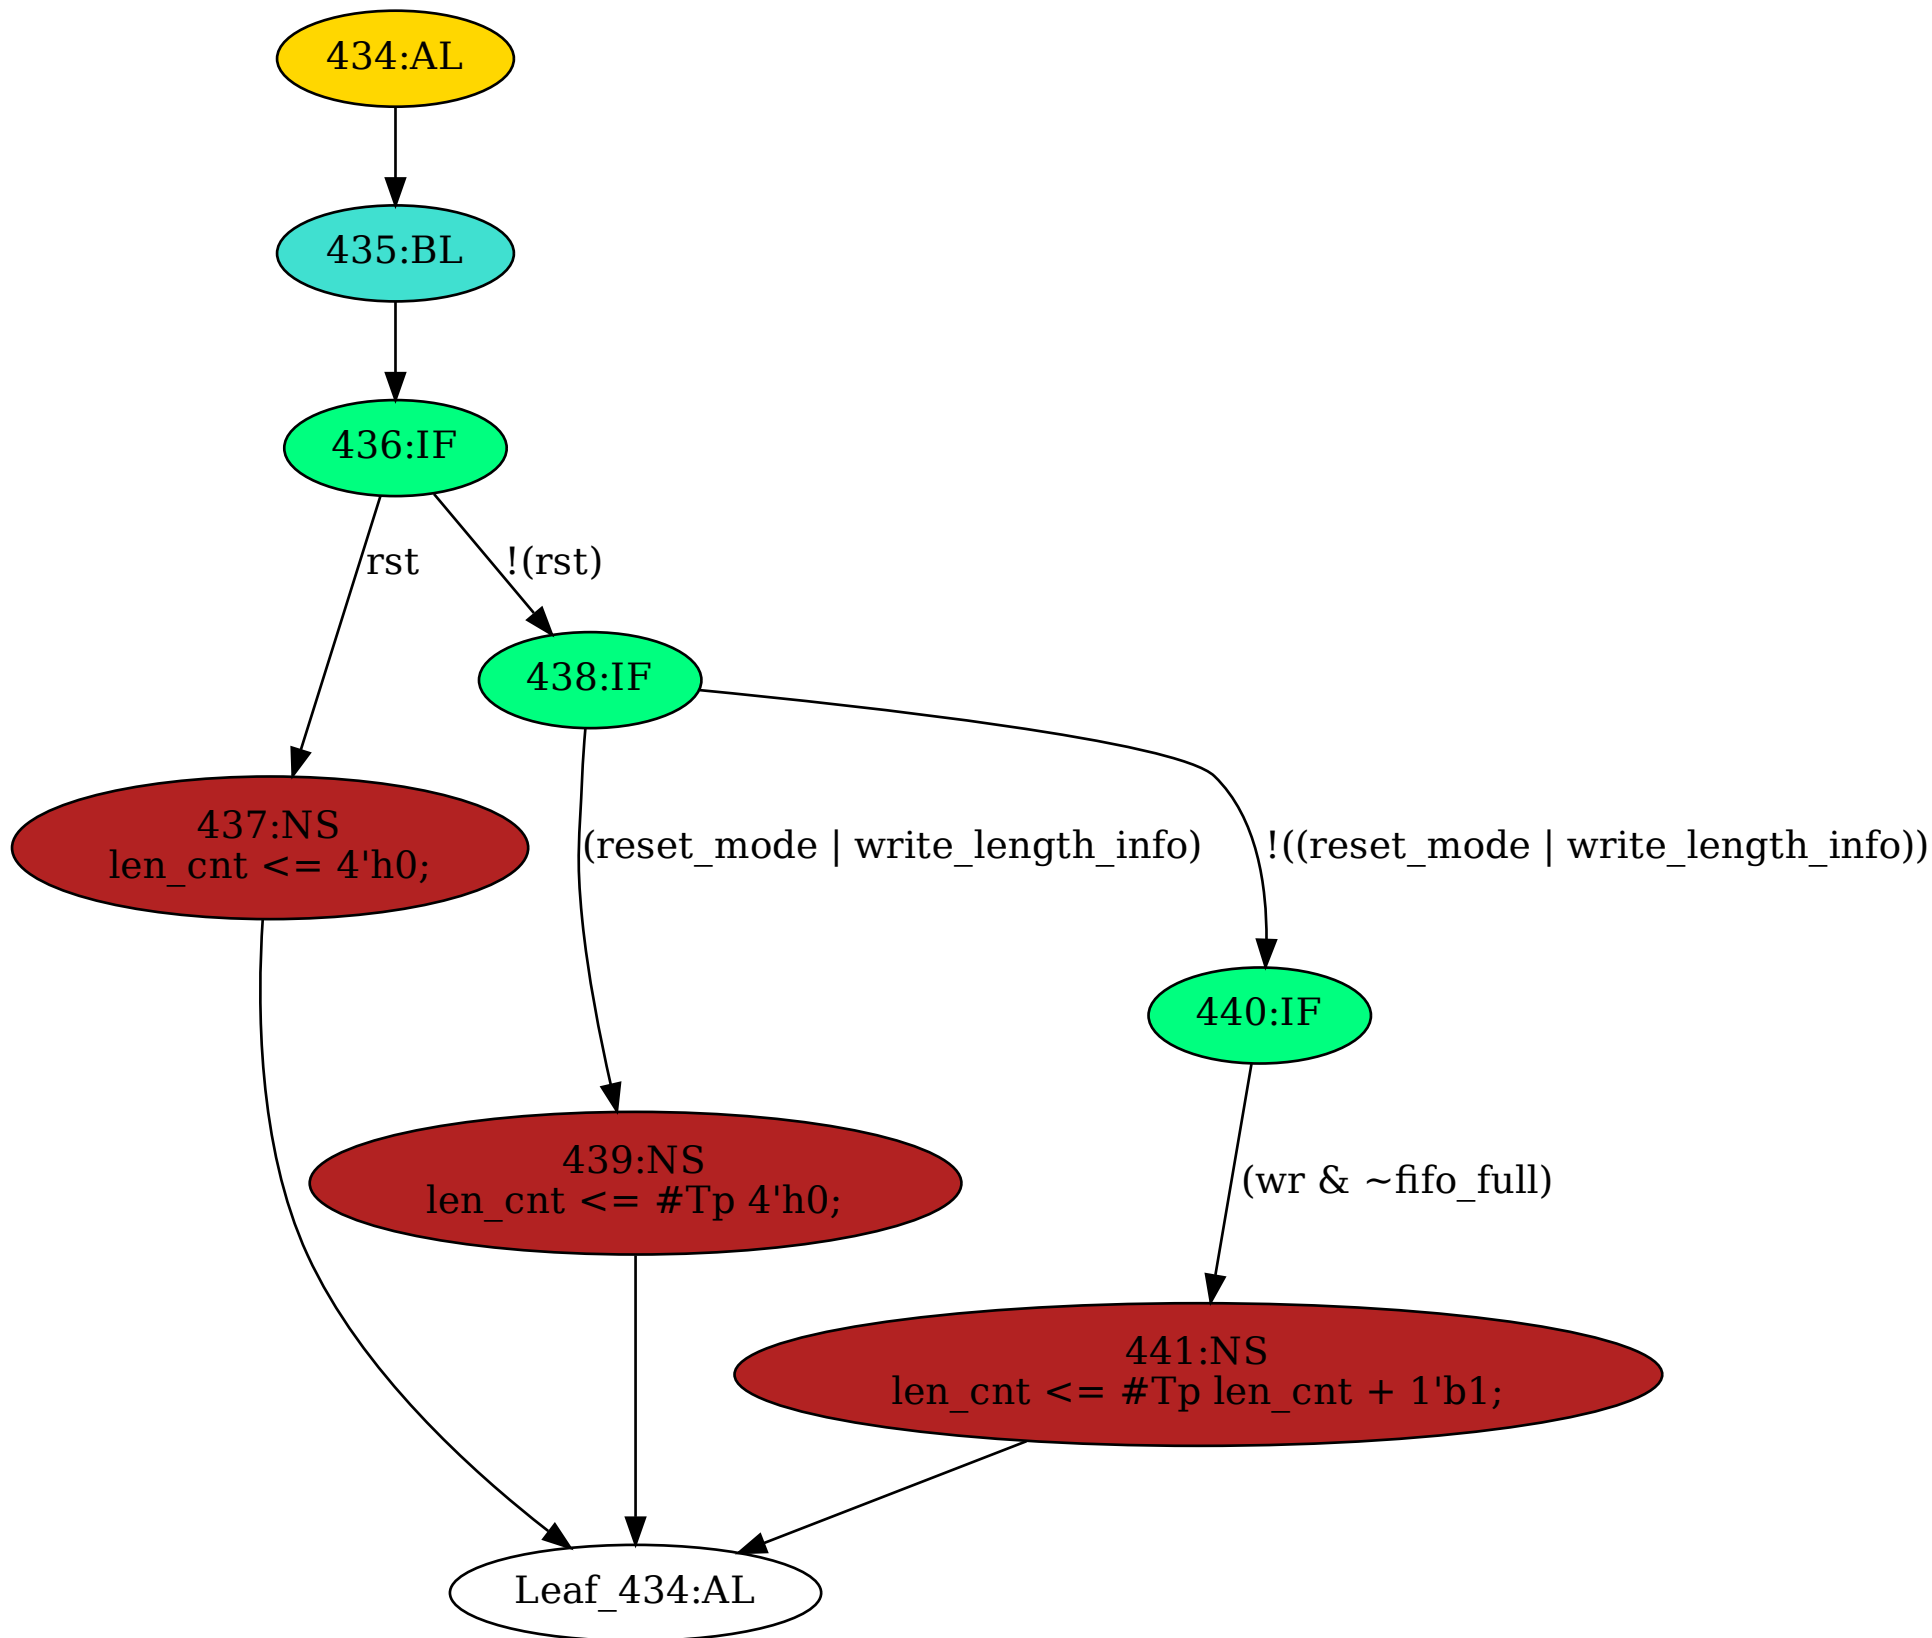 434:AL
435:BL
436:IF
rst
!(rst)
438:IF
437:NS
len_cnt <= 4'h0;
(reset_mode | write_length_info)
!((reset_mode | write_length_info))
440:IF
439:NS
len_cnt <= #Tp 4'h0;
(wr & ~fifo_full)
441:NS
len_cnt <= #Tp len_cnt + 1'b1;
Leaf_434:AL